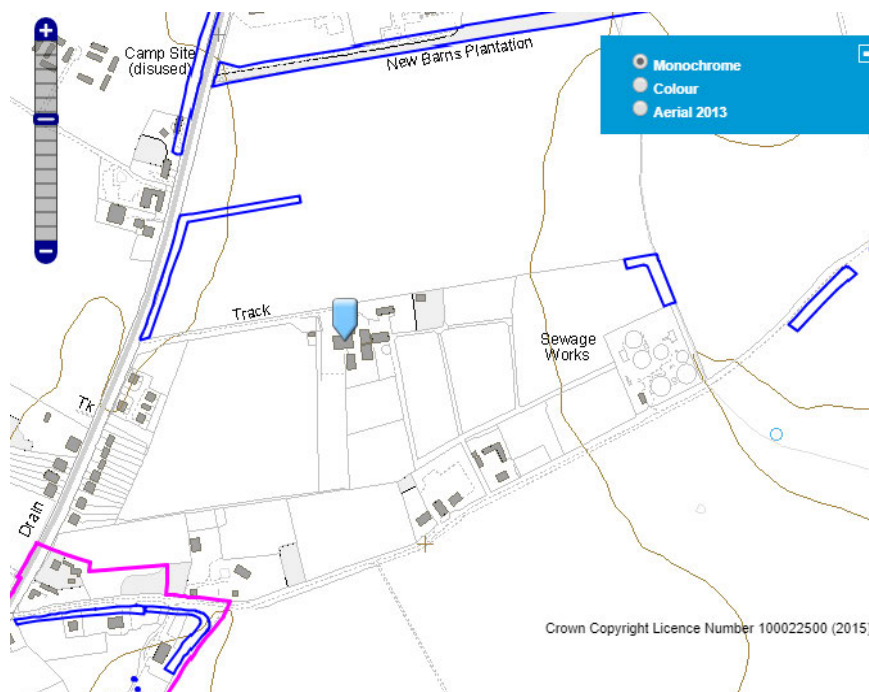 Camp Site
(disused)
New Barns Plantation
Monochrome
Colour
Aerial 2013
Track
Sewage
Works
Tk
Drain
Crown Copyright Licence Number 100022500 (2015)